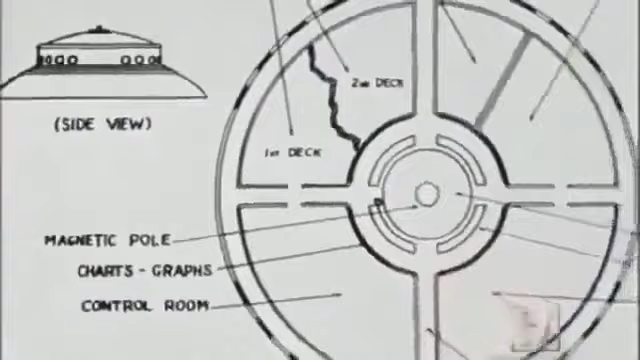 2ND DECK
(SIDE VIEW)
1ST DECK
MAGNETIC POLE
CHARTS - GRAPHS
CONTROL ROOM